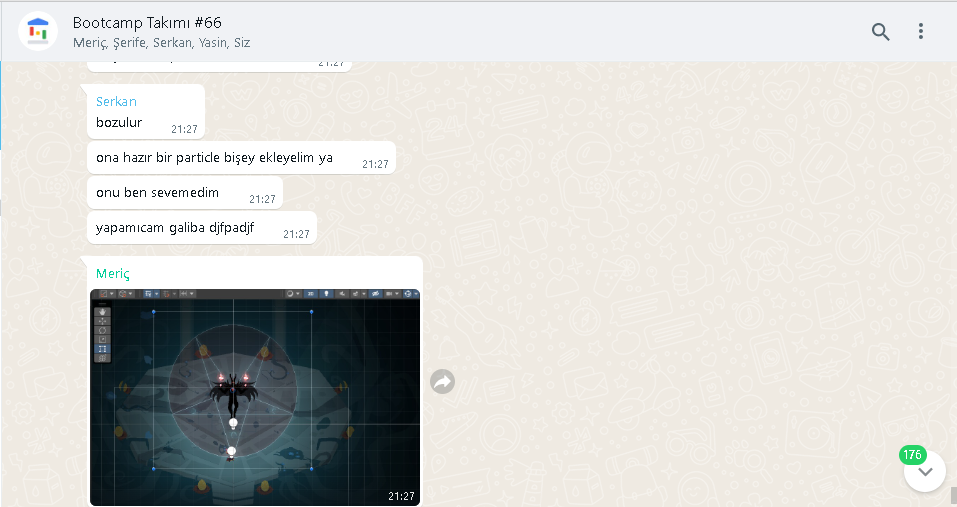 Bootcamp Takımı #66
Meriç, Şerife, Serkan, Yasin, Siz
21:27
Serkan
bozulur
21:27
ona hazır bir particle bişey ekleyelim ya
21:27
onu ben sevemedim
21:27
yapamıcam galiba djfpadjf
21:27
Meriç
21:27
176